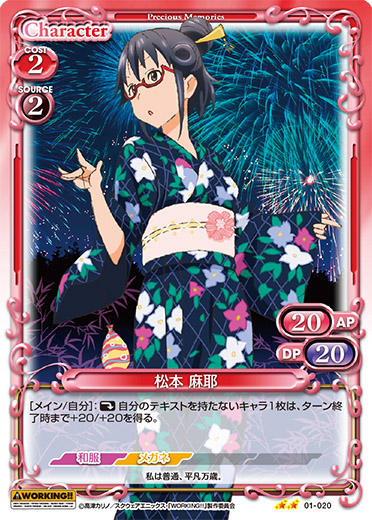 Precious Memories
Character
COST
2
SOURCE
2
20 AP
DP 20
松本 麻耶
[メイン/自分]:自分のテキストを持たないキャラ1枚は、ターン終
了時まで+20/+20を得る。
和服 メガネ
私は普通、平凡万歳。
WORKING!! 01-020
©高津カリノ/スクウェアエニックス・「WORKING!!」製作委員会